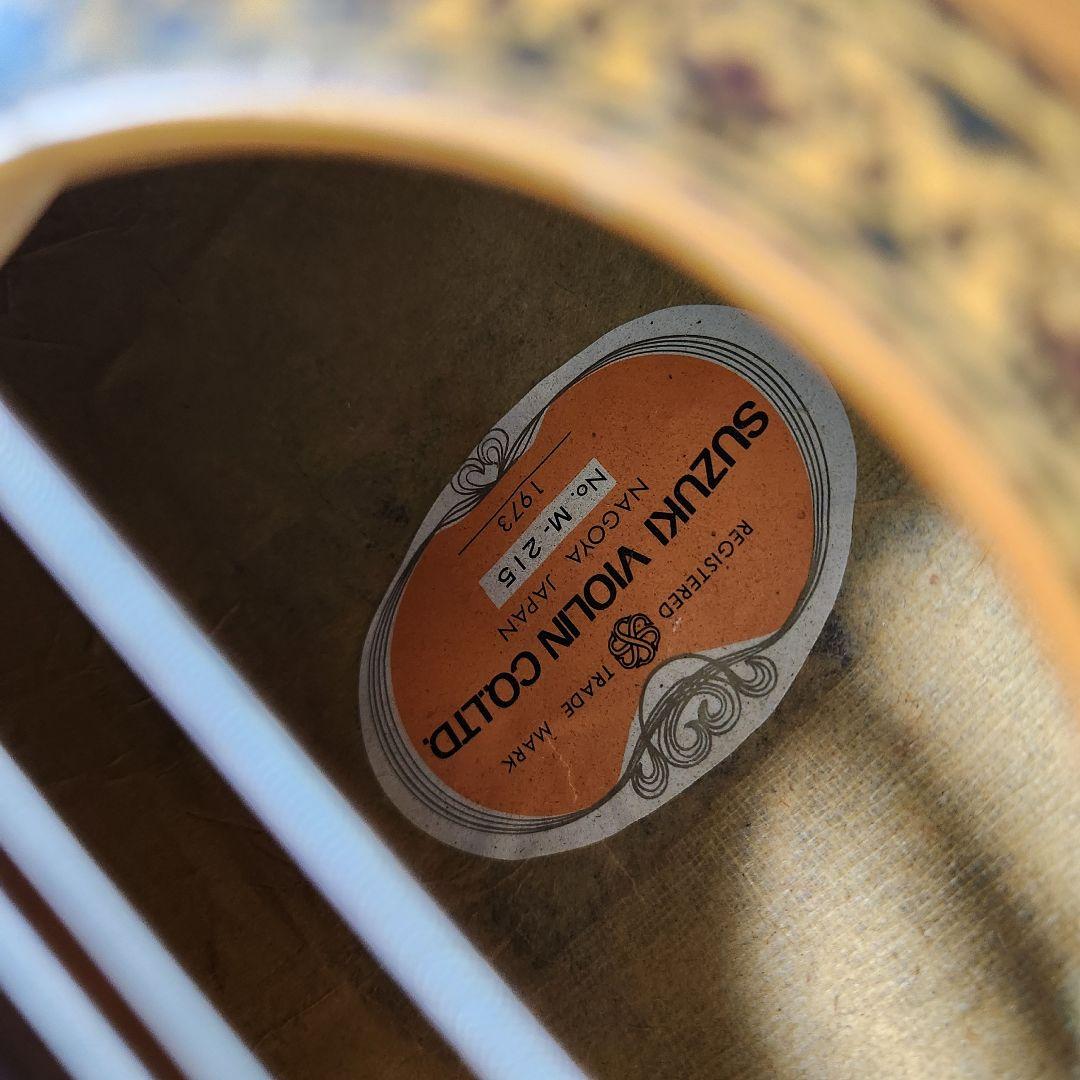 REGISTERED TRADE MARK
SUZUKI VIOLIN CO.LTD.
NAGOYA JAPAN
No. M-215
1973